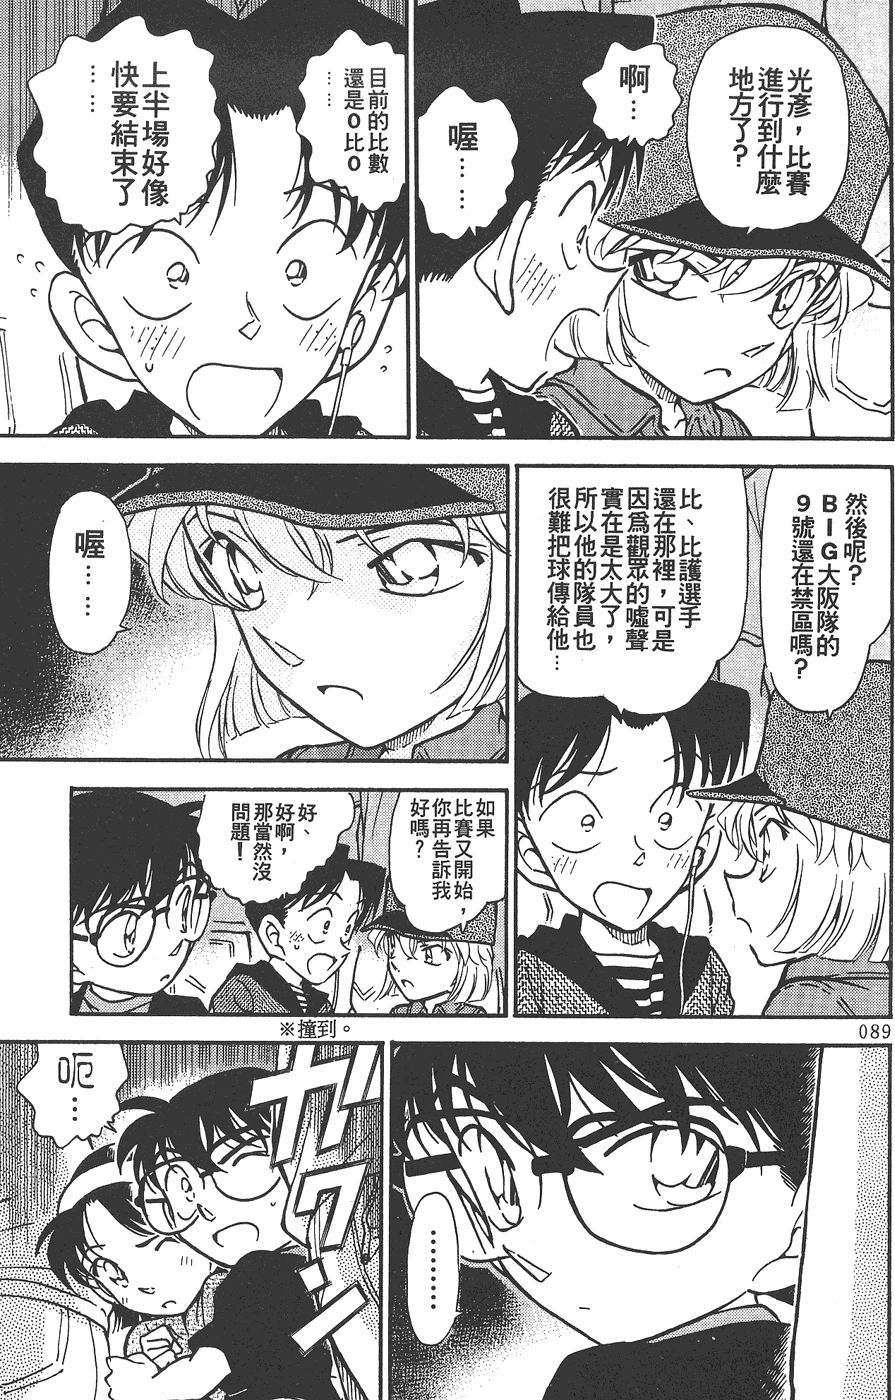 光彥，比賽
進行到什麼
地方了？
啊…
喔……
目前的比數
還是０比０
……
上半場好像
快要結束了
……
然後呢？
BIG大阪隊的
9號還在禁區嗎？
比、比護選手
還在那裡，可是
因為觀眾的噓聲
實在是太大了，
所以他的隊員也
很難把球傳給他…
喔……
如果
比賽又開始，
你再告訴我
好嗎？
好、
好啊，
那當然沒
問題！
※撞到。
089
………
ガクン
呃…